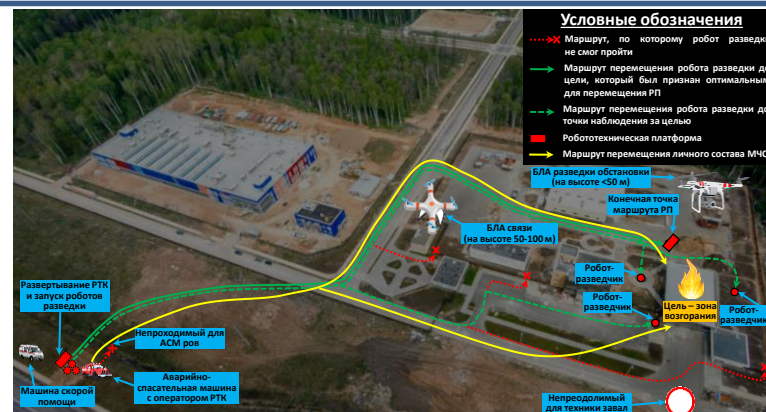 Условные обозначения
Маршрут, по которому робот разведки
не смог пройти
Маршрут перемещения робота разведки до
цели, который был признан оптимальным
для перемещения РП
Маршрут перемещения робота разведки до
точки наблюдения за целью
Робототехническая платформа
Маршрут перемещения личного состава МЧС
БЛА разведки обстановки
(на высоте <50 м)
Конечная точка
маршрута РП
БЛА связи
(на высоте 50-100 м)
Робот-
разведчик
Развертывание РТК
и запуск роботов
разведки
Робот-
разведчик
Цель – зона
возгорания
Робот-
разведчик
Непроходимый для
АСМ ров
Машина скорой
помощи
Аварийно-
спасательная машина
с оператором РТК
Непреодолимый
для техники завал